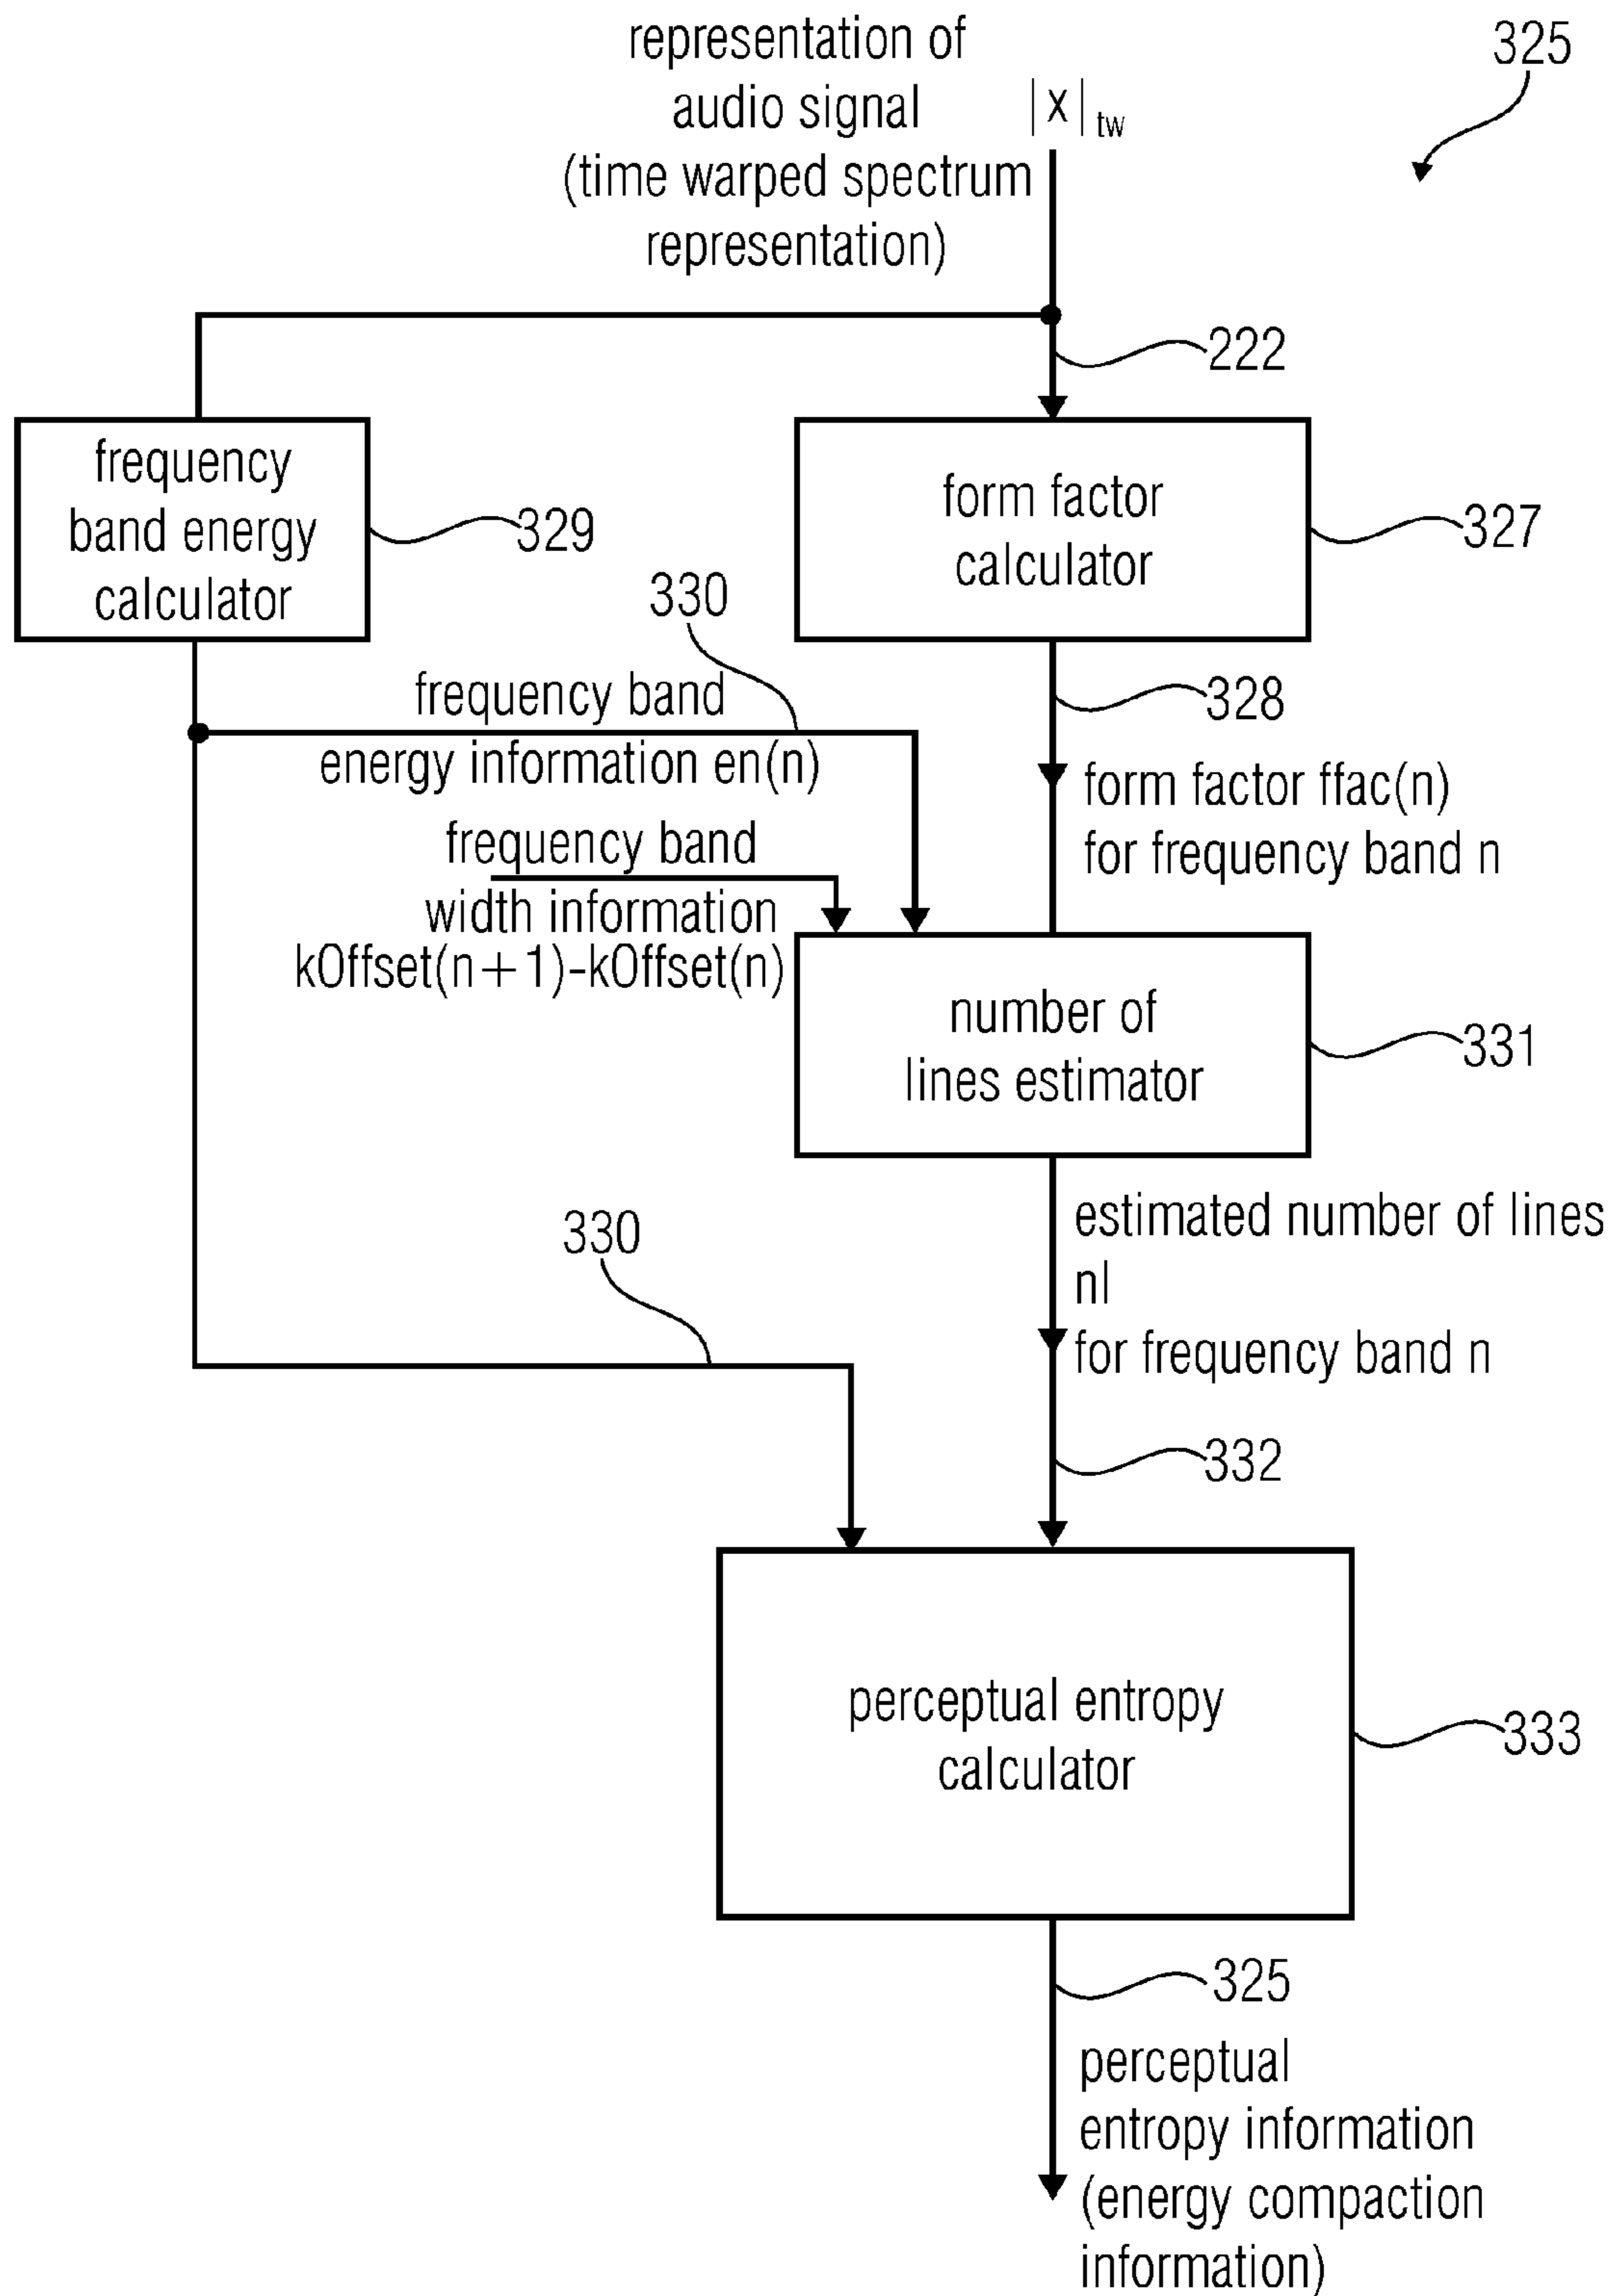 representation of
audio signal
(time warped spectrum
representation)
|x| tw
325
222
frequency
band energy
calculator
329
form factor
calculator
327
330
328
frequency band
energy information en(n)
form factor ffac(n)
for frequency band n
frequency band
width information
kOffset(n+1)-kOffset(n)
number of
lines estimator
331
estimated number of lines
nl
for frequency band n
330
332
perceptual entropy
calculator
333
325
perceptual
entropy information
(energy compaction
information)